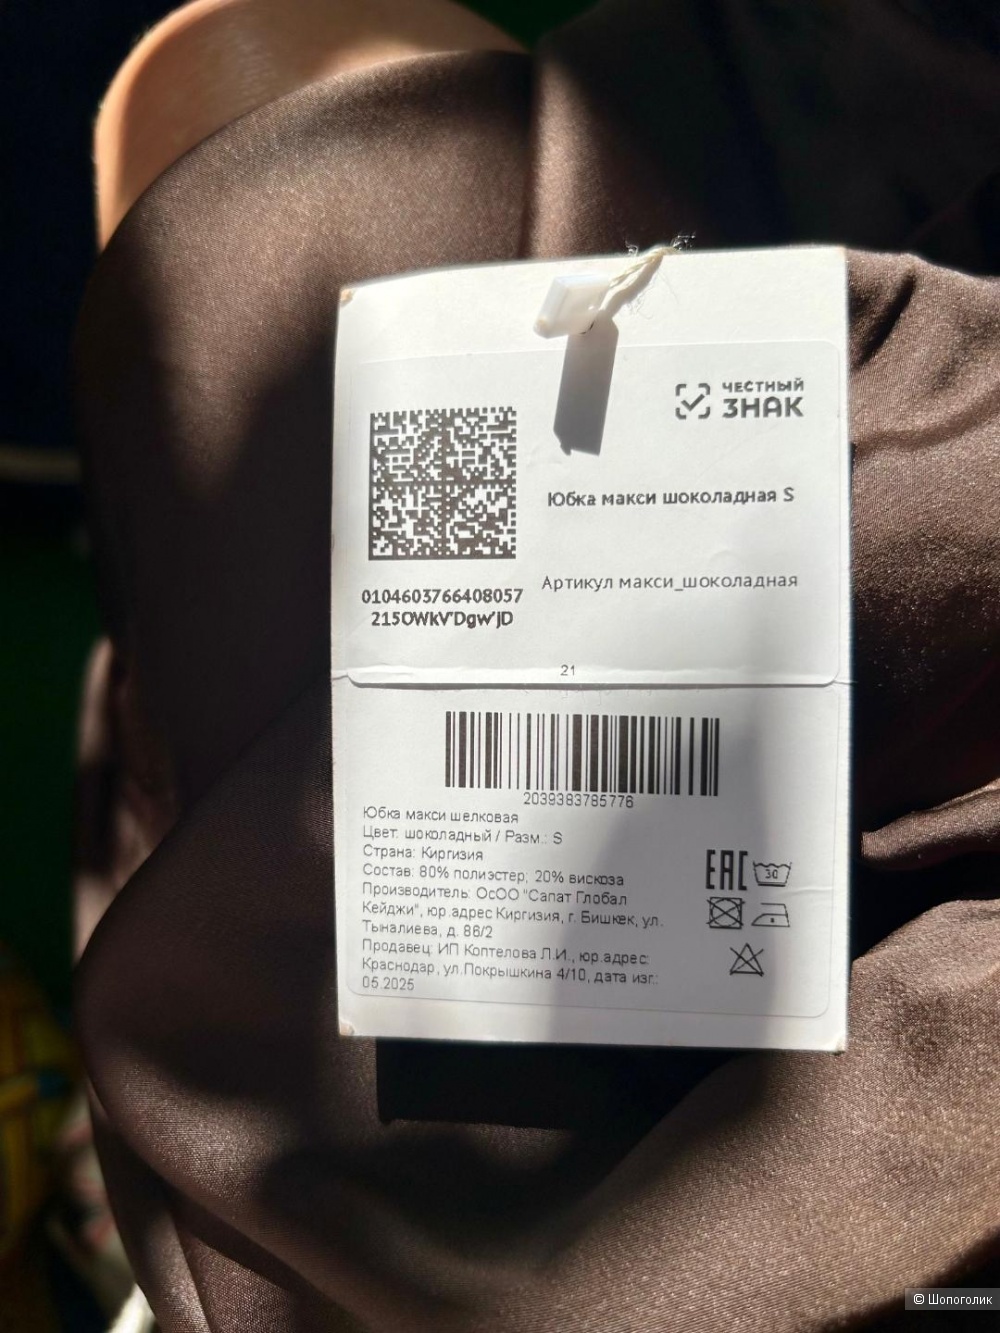 ЧЕСТНЫЙ
ЗНАК
Юбка макси шоколадная S
Артикул макси_шоколадная
0104603766408057
215OWkV'Dgw'JD
21
2039383785776
Юбка макси шелковая
Цвет: шоколадный / Разм.: S
Страна: Киргизия
Состав: 80% полиэстер; 20% вискоза
Производитель: ОсОО "Сапат Глобал
Кейджи", юр.адрес Киргизия, г. Бишкек, ул.
Тыналиева, д. 86/2
Продавец: ИП Коптелова Л.И., юр.адрес:
Краснодар, ул.Покрышкина 4/10, дата изг.:
05.2025
EAC
30
© Шопоголик